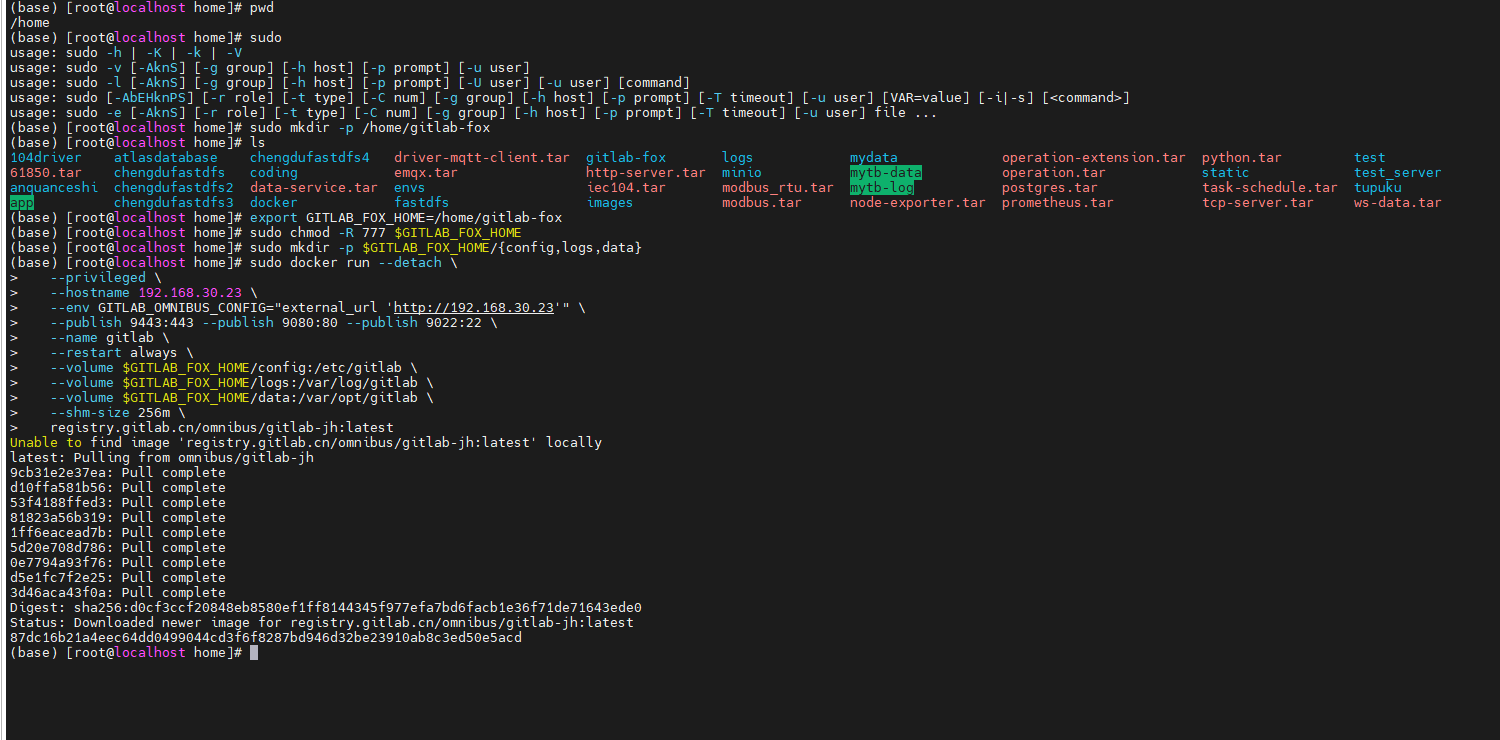 (base) [root@localhost home]# pwd
/home
(base) [root@localhost home]# sudo
usage: sudo -h | -K | -k | -V
usage: sudo -v [-AknS] [-g group] [-h host] [-p prompt] [-u user]
usage: sudo -l [-AknS] [-g group] [-h host] [-p prompt] [-U user] [-u user] [command]
usage: sudo [-AbEHknPS] [-r role] [-t type] [-C num] [-g group] [-h host] [-p prompt] [-T timeout] [-u user] [VAR=value] [-i|-s] [<command>]
usage: sudo -e [-AknS] [-r role] [-t type] [-C num] [-g group] [-h host] [-p prompt] [-T timeout] [-u user] file ...
(base) [root@localhost home]# sudo mkdir -p /home/gitlab-fox
(base) [root@localhost home]# ls
104driver atlasdatabase chengdufastdfs4 driver-mqtt-client.tar gitlab-fox logs mydata operation-extension.tar python.tar test
61850.tar chengdufastdfs coding emqx.tar http-server.tar minio mytb-data operation.tar static test_server
anquanceshi chengdufastdfs2 data-service.tar envs iec104.tar modbus_rtu.tar mytb-log postgres.tar task-schedule.tar tupuku
app chengdufastdfs3 docker fastdfs images modbus.tar node-exporter.tar prometheus.tar tcp-server.tar ws-data.tar
(base) [root@localhost home]# export GITLAB_FOX_HOME=/home/gitlab-fox
(base) [root@localhost home]# sudo chmod -R 777 $GITLAB_FOX_HOME
(base) [root@localhost home]# sudo mkdir -p $GITLAB_FOX_HOME/{config,logs,data}
(base) [root@localhost home]# sudo docker run --detach \
> --privileged \
> --hostname 192.168.30.23 \
> --env GITLAB_OMNIBUS_CONFIG="external_url 'http://192.168.30.23'" \
> --publish 9443:443 --publish 9080:80 --publish 9022:22 \
> --name gitlab \
> --restart always \
> --volume $GITLAB_FOX_HOME/config:/etc/gitlab \
> --volume $GITLAB_FOX_HOME/logs:/var/log/gitlab \
> --volume $GITLAB_FOX_HOME/data:/var/opt/gitlab \
> --shm-size 256m \
> registry.gitlab.cn/omnibus/gitlab-jh:latest
Unable to find image 'registry.gitlab.cn/omnibus/gitlab-jh:latest' locally
latest: Pulling from omnibus/gitlab-jh
9cb31e2e37ea: Pull complete
d10ffa581b56: Pull complete
53f4188ffed3: Pull complete
81823a56b319: Pull complete
1ff6eacead7b: Pull complete
5d20e708d786: Pull complete
0e7794a93f76: Pull complete
d5e1fc7f2e25: Pull complete
3d46aca43f0a: Pull complete
Digest: sha256:d0cf3ccf20848eb8580ef1ff8144345f977efa7bd6facb1e36f71de71643ede0
Status: Downloaded newer image for registry.gitlab.cn/omnibus/gitlab-jh:latest
87dc16b21a4eec64dd0499044cd3f6f8287bd946d32be23910ab8c3ed50e5acd
(base) [root@localhost home]#